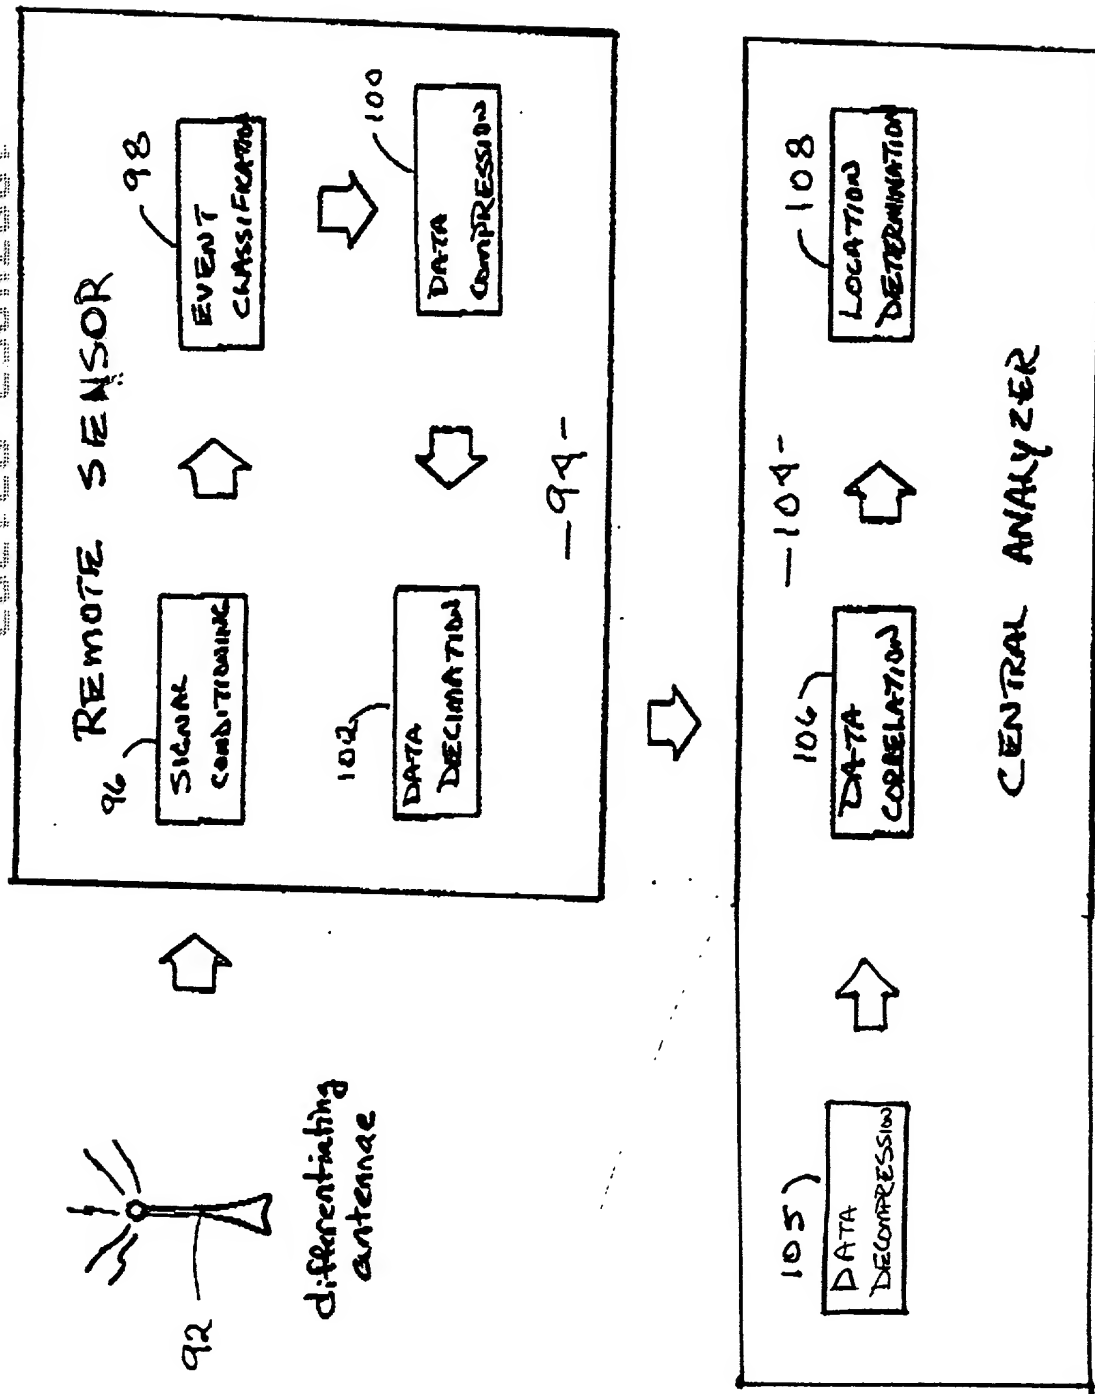 REMOTE SENSOR
96
SIGNAL
CONDITIONING
98
EVENT
CLASSIFICATION
92
differentiating
antennae
102
DATA
DECIMATION
100
DATA
COMPRESSION
-94-
-104-
105
DATA
DECOMPRESSION
106
DATA
CORRELATION
108
LOCATION
DETERMINATION
CENTRAL ANALYZER